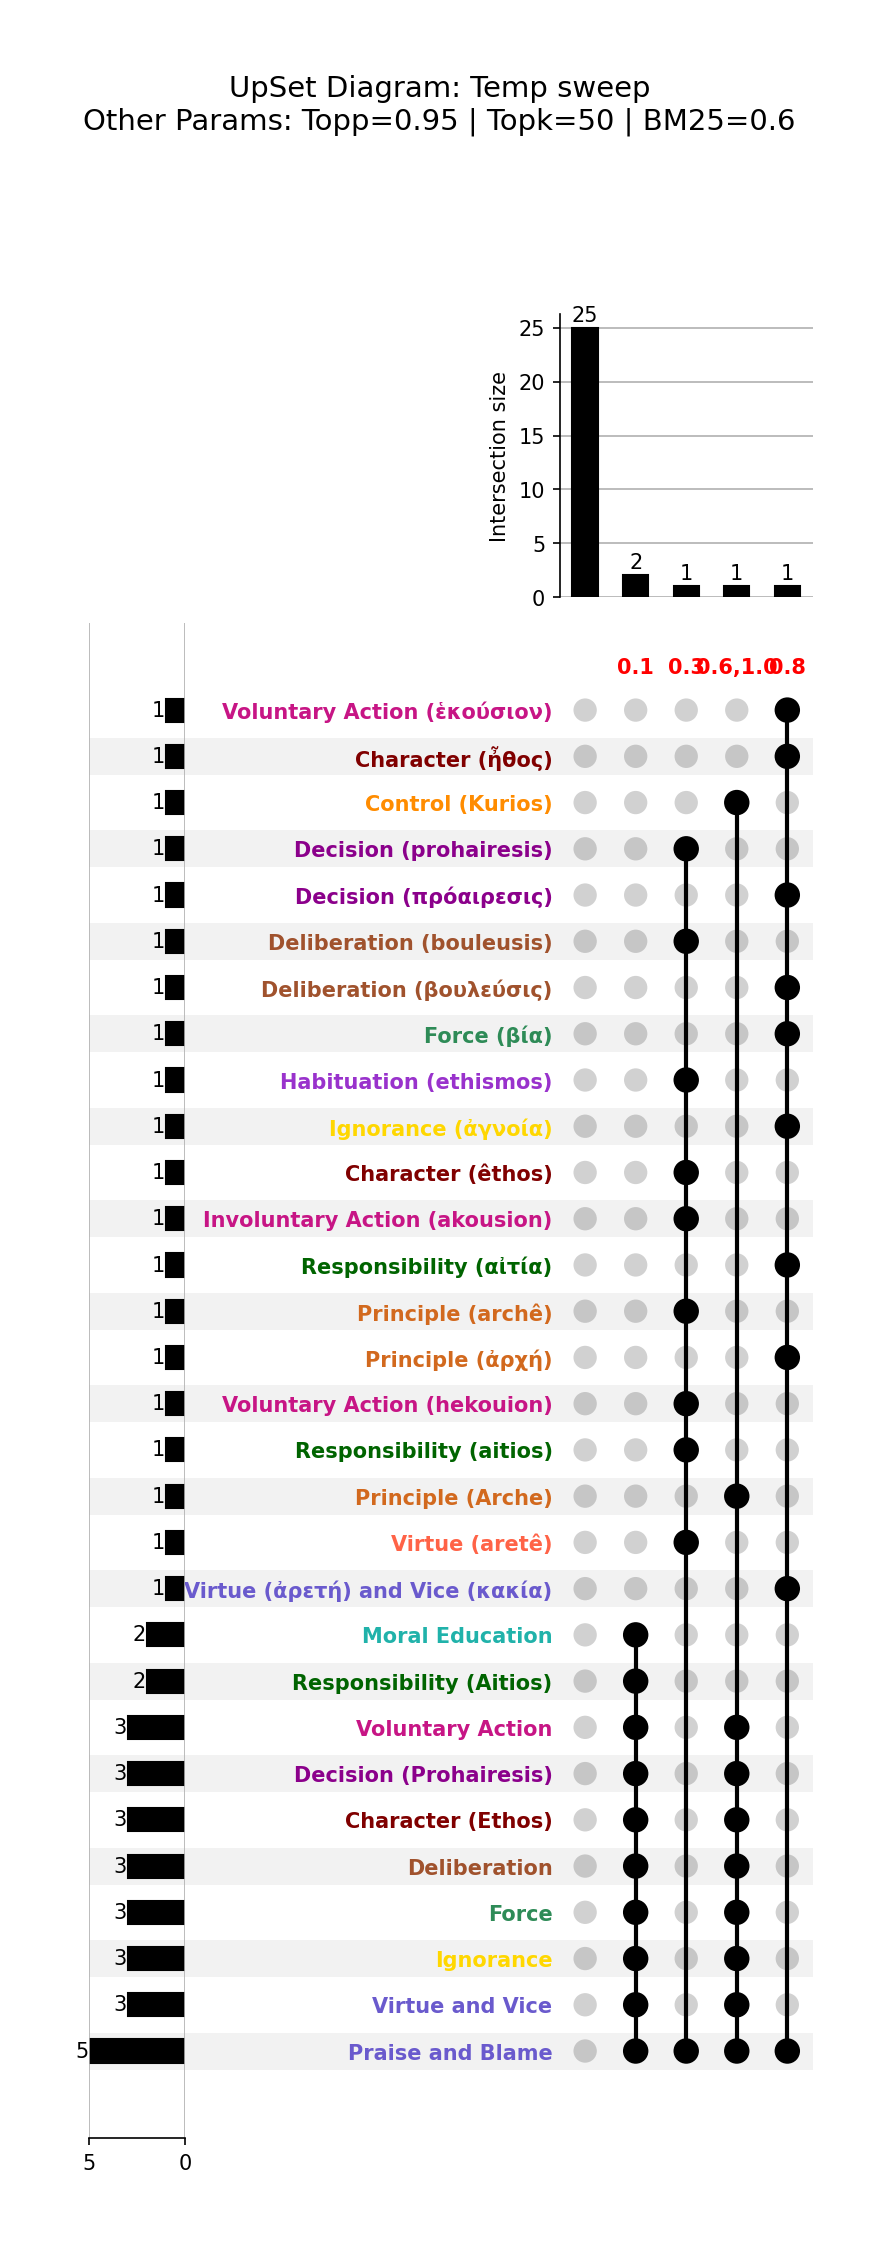 UpSet Diagram: Temp sweep
Other Params: Topp=0.95 | Topk=50 | BM25=0.6
25
25
20
15
10
5
0
Intersection size
2
1
1
1
0.1
0.3
0.6,1.0
0.8
1 Voluntary Action (ἑκούσιον)
1 Character (ἦθος)
1 Control (Kurios)
1 Decision (prohairesis)
1 Decision (πρόαιρεσις)
1 Deliberation (bouleusis)
1 Deliberation (βουλεύσις)
1 Force (βία)
1 Habituation (ethismos)
1 Ignorance (ἀγνοία)
1 Character (êthos)
1 Involuntary Action (akousion)
1 Responsibility (αἰτία)
1 Principle (archê)
1 Principle (ἀρχή)
1 Voluntary Action (hekouion)
1 Responsibility (aitios)
1 Principle (Arche)
1 Virtue (aretê)
1 Virtue (ἀρετή) and Vice (κακία)
2 Moral Education
2 Responsibility (Aitios)
3 Voluntary Action
3 Decision (Prohairesis)
3 Character (Ethos)
3 Deliberation
3 Force
3 Ignorance
3 Virtue and Vice
5 Praise and Blame
5 0